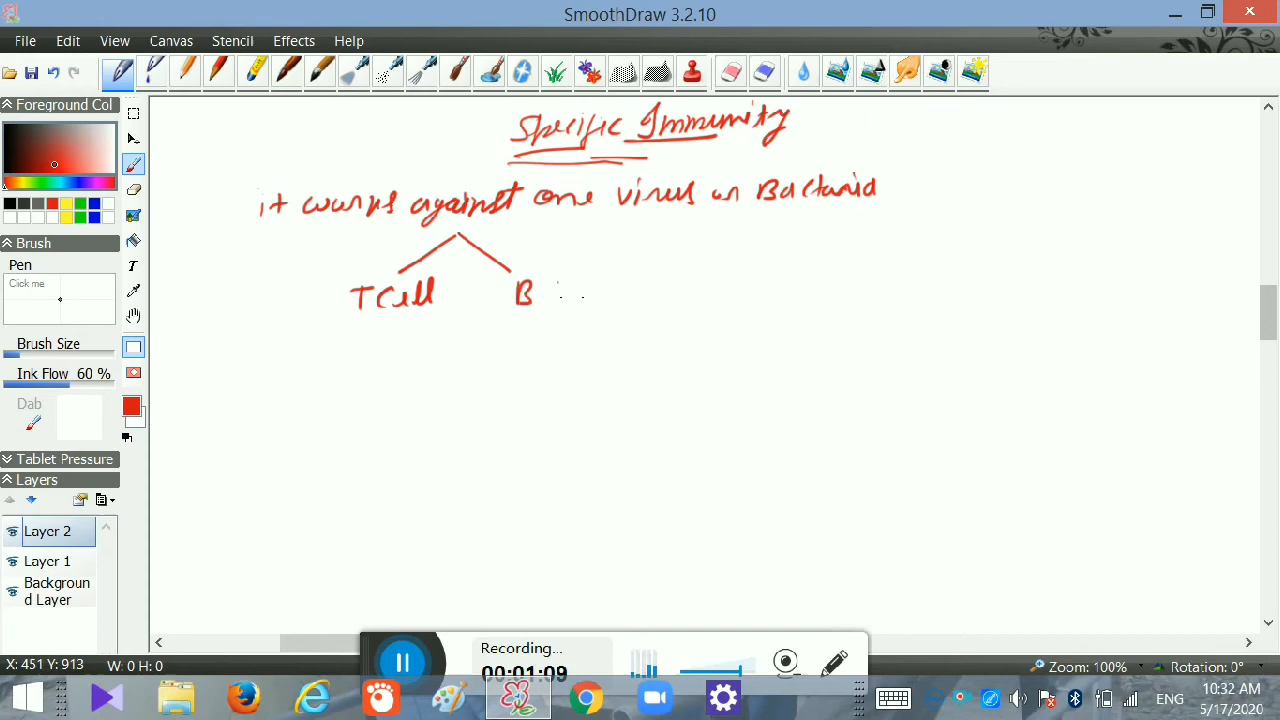 SmoothDraw 3.2.10
File Edit View Canvas Stencil Effects Help
Foreground Col
Specific Immunity
it works against one virus or Bacteria
T Cell B
Brush
Pen
Click me
Brush Size
Ink Flow 60 %
Dab
Tablet Pressure
Layers
Layer 2
Layer 1
Backgroun
d Layer
Recording...
00:01:09
X: 451 Y: 913 W: 0 H: 0 Zoom: 100% Rotation: 0°
ENG 10:32 AM
5/17/2020